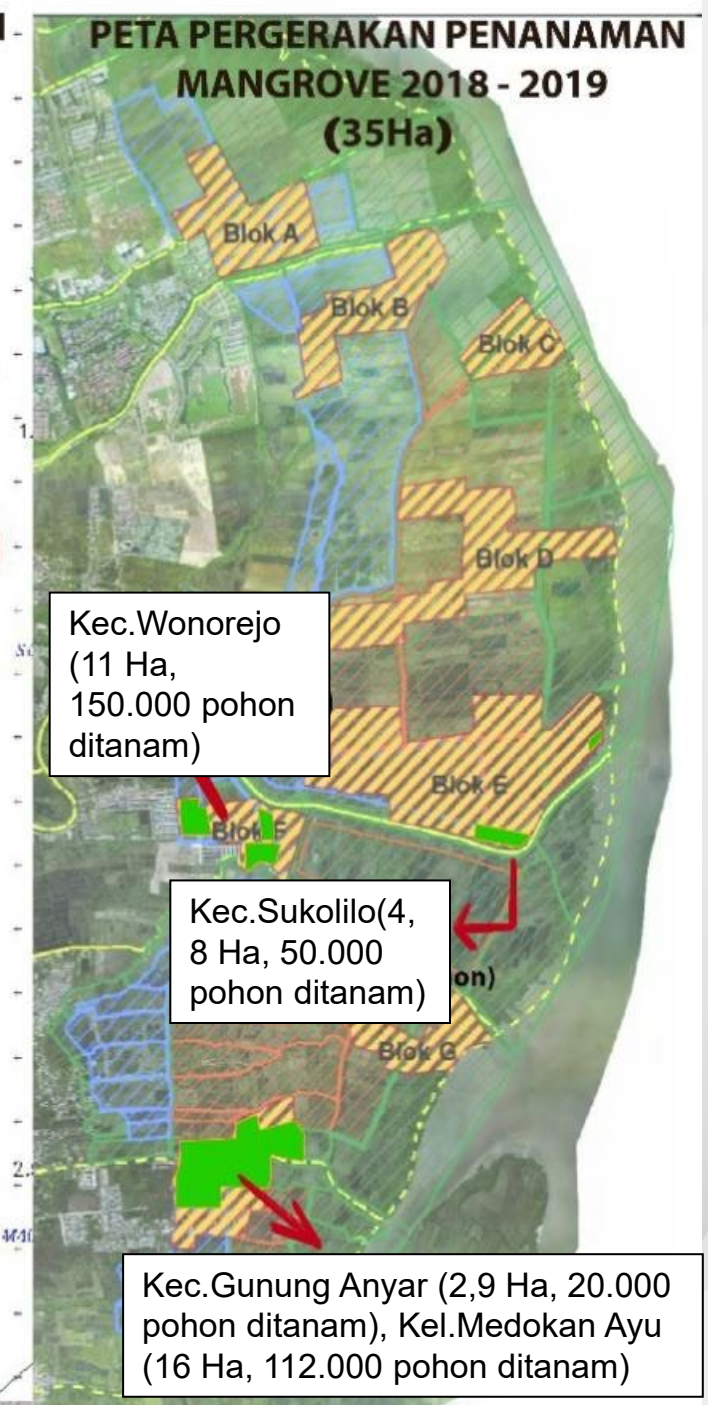 PETA PERGERAKAN PENANAMAN
MANGROVE 2018 - 2019
(35Ha)
Blok A
Blok B
Blok C
1.
Blok D
Kec.Wonorejo
(11 Ha,
150.000 pohon
ditanam)
)
Blok E
Blok F
Kec.Sukolilo(4,
8 Ha, 50.000
pohon ditanam)
on)
Blok G
2.
Kec.Gunung Anyar (2,9 Ha, 20.000
pohon ditanam), Kel.Medokan Ayu
(16 Ha, 112.000 pohon ditanam)